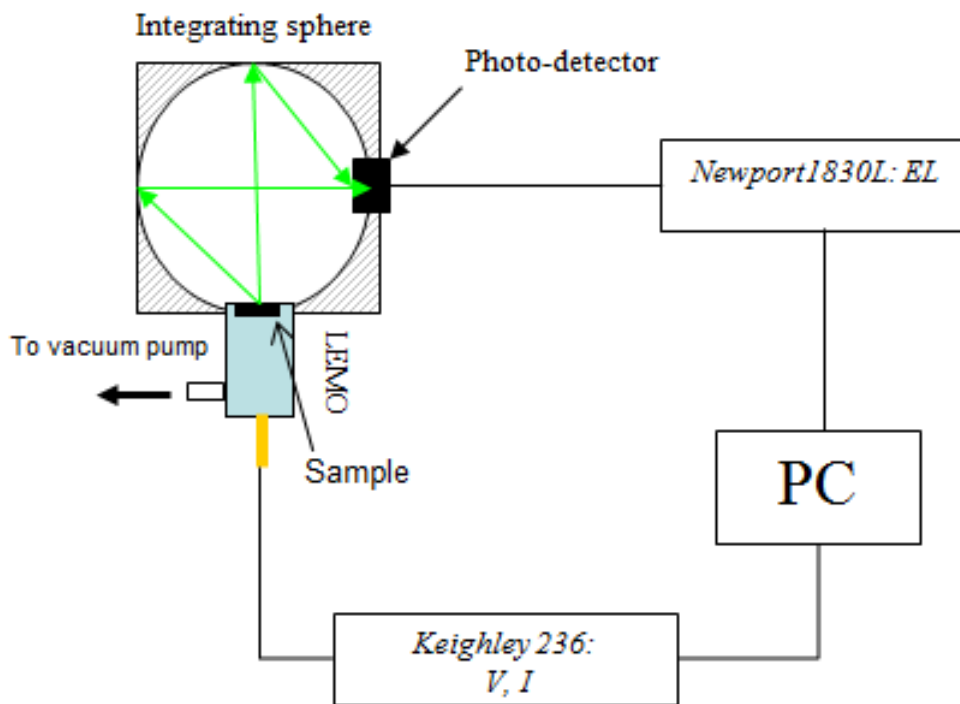 Integrating sphere
Photo-detector
Newport1830L: EL
To vacuum pump
LEMO
Sample
PC
Keighley 236:
V, I